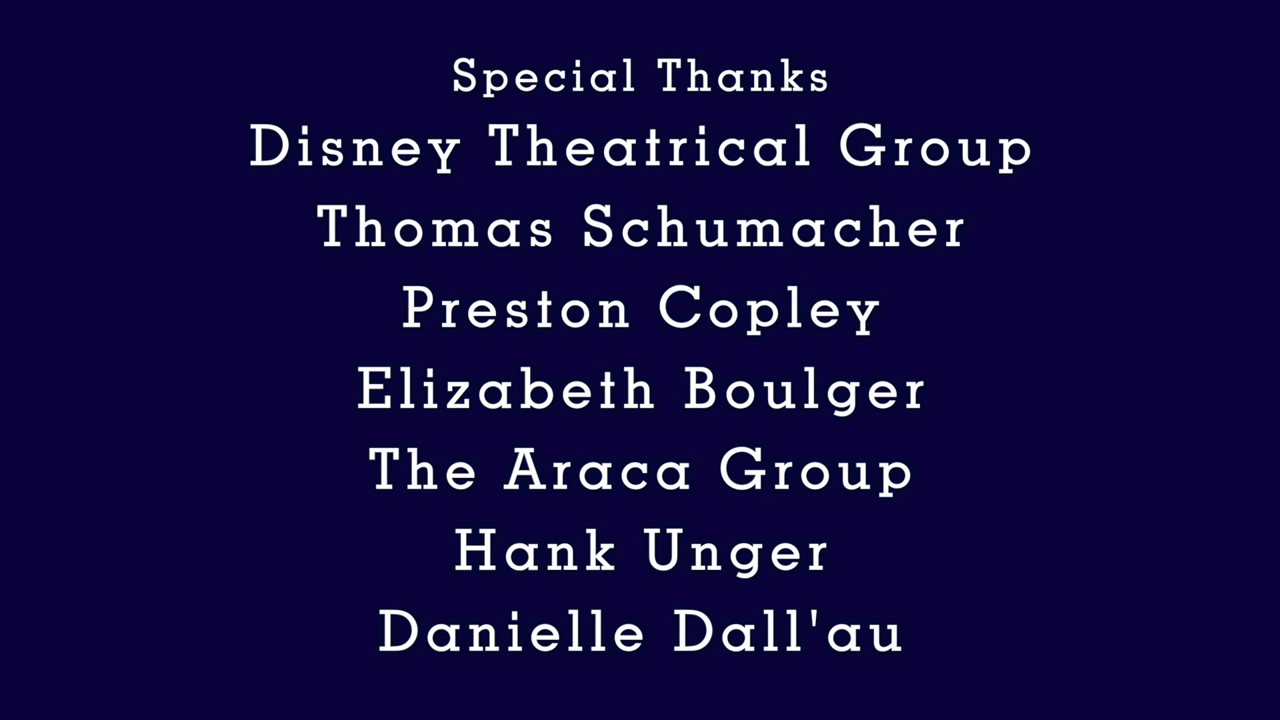 Special Thanks
Disney Theatrical Group
Thomas Schumacher
Preston Copley
Elizabeth Boulger
The Araca Group
Hank Unger
Danielle Dall'au